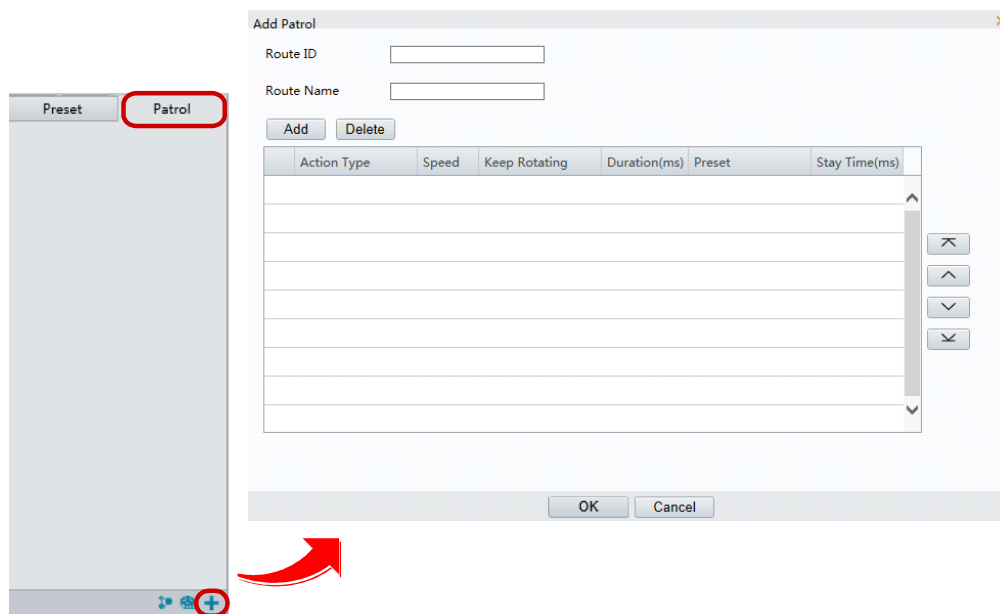 Preset Patrol
Add Patrol
Route ID
Route Name
Add Delete
Action Type Speed Keep Rotating Duration(ms) Preset Stay Time(ms)
OK Cancel